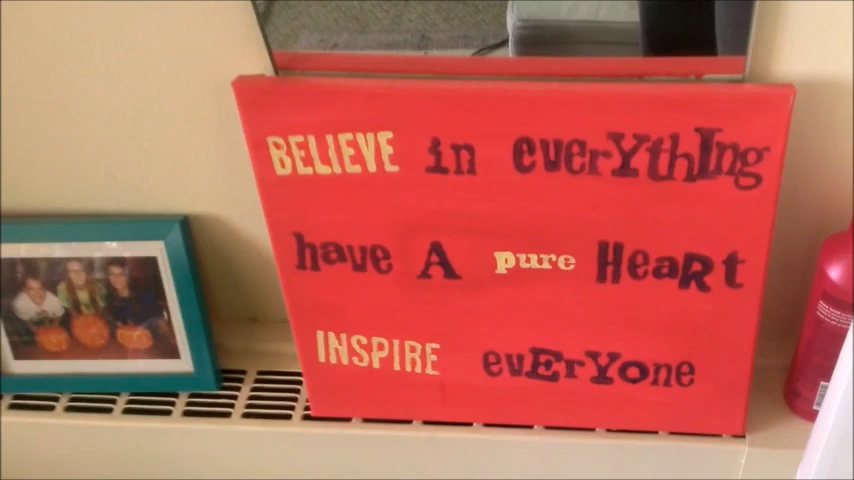 BELIEVE in everYthIng
have A pure HeaRt
INSPIRE evErYone